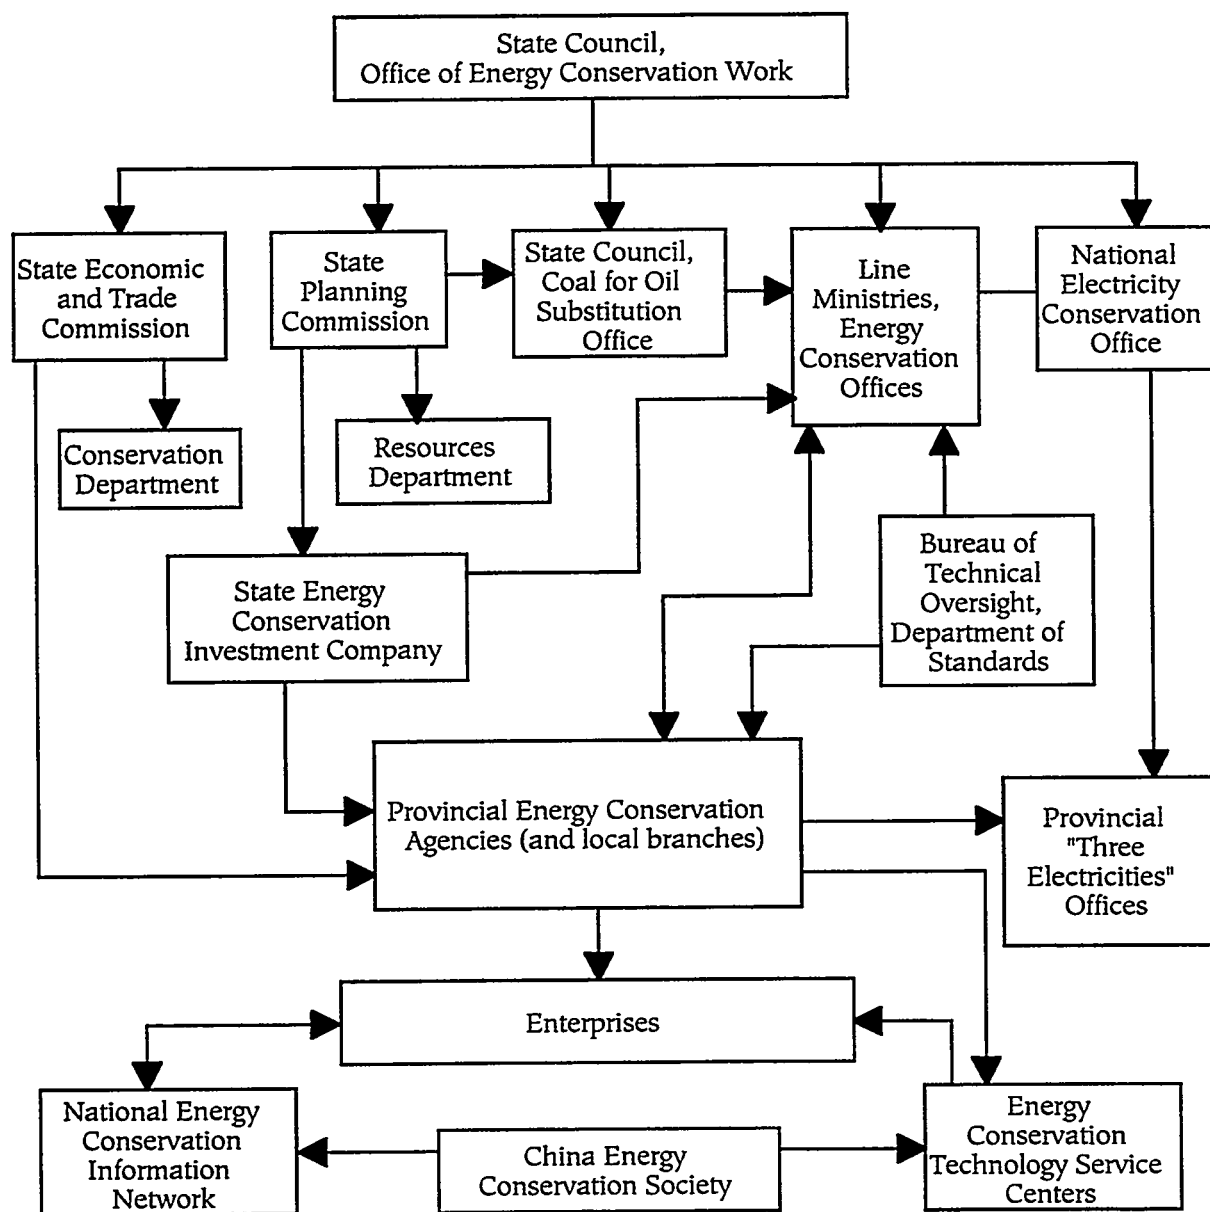 State Council,
Office of Energy Conservation Work
State Economic
and Trade
Commission
State
Planning
Commission
State Council,
Coal for Oil
Substitution
Office
Line
Ministries,
Energy
Conservation
Offices
National
Electricity
Conservation
Office
Conservation
Department
Resources
Department
State Energy
Conservation
Investment Company
Bureau of
Technical
Oversight,
Department of
Standards
Provincial Energy Conservation
Agencies (and local branches)
Provincial
"Three
Electricities"
Offices
Enterprises
National Energy
Conservation
Information
Network
China Energy
Conservation Society
Energy
Conservation
Technology Service
Centers